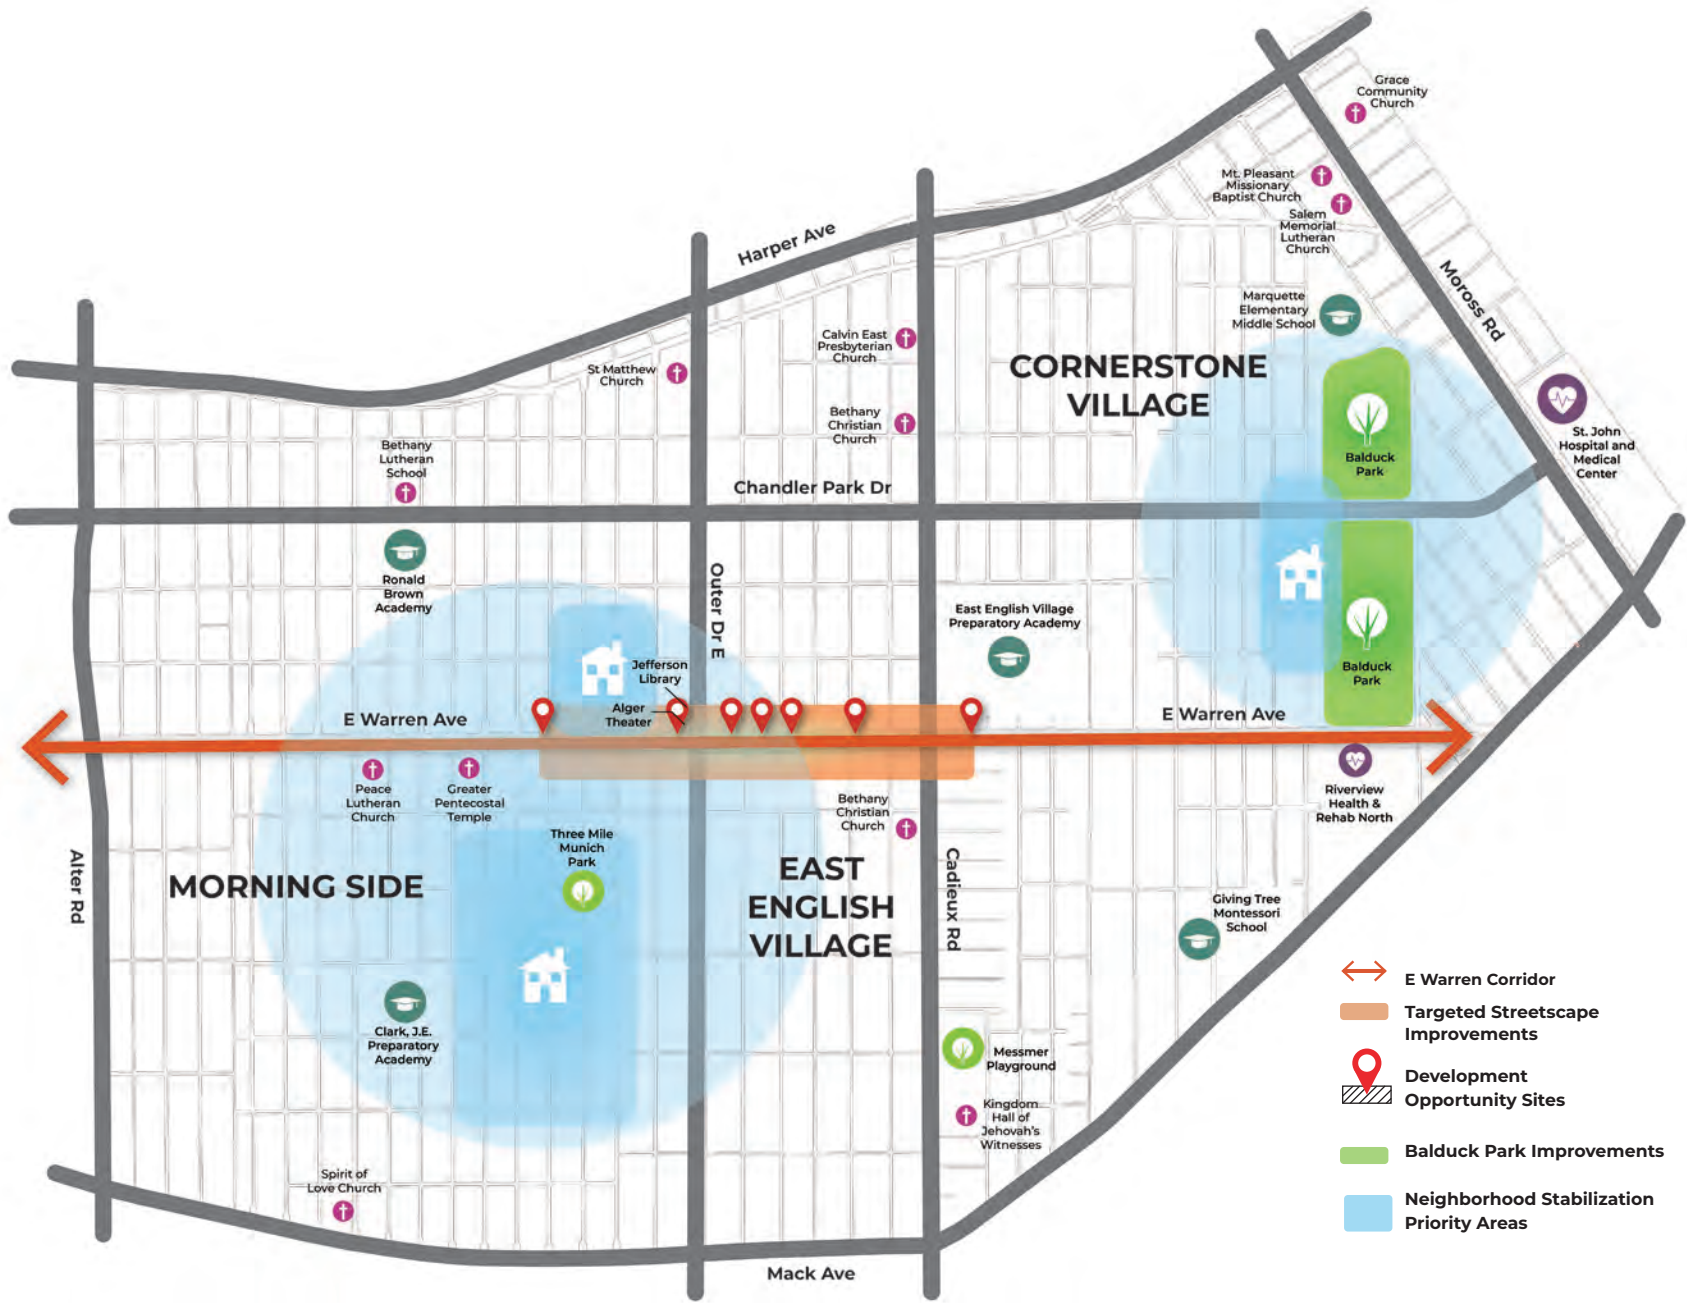 Grace
Community
Church
Mt. Pleasant
Missionary
Baptist Church
Salem
Memorial
Lutheran
Church
Harper Ave
Moross Rd
Marquette
Elementary
Middle School
Calvin East
Presbyterian
Church
St Matthew
Church
CORNERSTONE
VILLAGE
Bethany
Christian
Church
St. John
Hospital and
Medical
Center
Balduck
Park
Bethany
Lutheran
School
Chandler Park Dr
Ronald
Brown
Academy
Outer Dr E
East English Village
Preparatory Academy
Jefferson
Library
Balduck
Park
Alger
Theater
E Warren Ave
E Warren Ave
Peace
Lutheran
Church
Greater
Pentecostal
Temple
Bethany
Christian
Church
Riverview
Health &
Rehab North
Three Mile
Munich
Park
Alter Rd
MORNING SIDE
EAST
ENGLISH
VILLAGE
Cadieux Rd
Giving Tree
Montessori
School
Clark, J.E.
Preparatory
Academy
Messmer
Playground
Kingdom
Hall of
Jehovah's
Witnesses
Spirit of
Love Church
Mack Ave
E Warren Corridor
Targeted Streetscape
Improvements
Development
Opportunity Sites
Balduck Park Improvements
Neighborhood Stabilization
Priority Areas